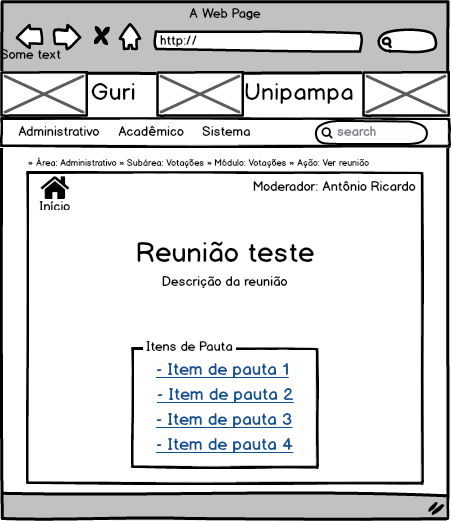 A Web Page
http://
Some text
Guri
Unipampa
Administrativo Acadêmico Sistema search
» Área: Administrativo » Subárea: Votações » Módulo: Votações » Ação: Ver reunião
Moderador: Antônio Ricardo
Início
Reunião teste
Descrição da reunião
Itens de Pauta
- Item de pauta 1
- Item de pauta 2
- Item de pauta 3
- Item de pauta 4